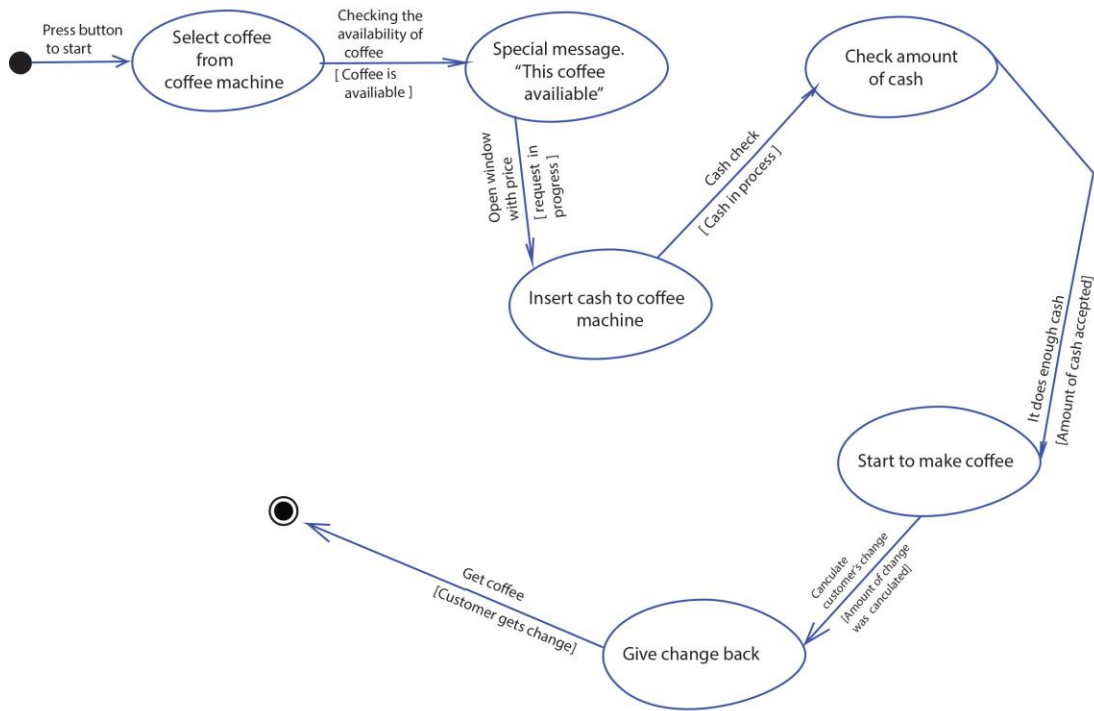 Press button
to start
Select coffee
from
coffee machine
Checking the
availability of
coffee
[ Coffee is
availiable ]
Special message.
“This coffee
availiable”
Open window
with price
[ request in
progress ]
Insert cash to coffee
machine
Cash check
[ Cash in process ]
Check amount
of cash
It does enough cash
[Amount of cash accepted]
Start to make coffee
Canculate
customer's change
[Amount of change
was canculated]
Give change back
Get coffee
[Customer gets change]